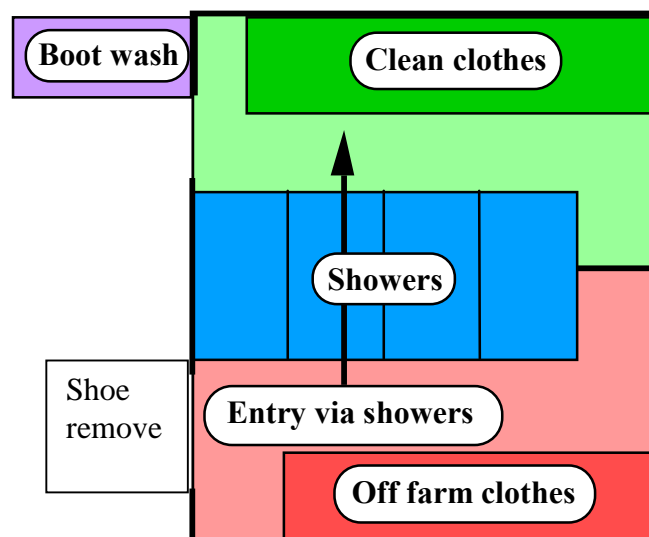 Boot wash
Clean clothes
Showers
Shoe
remove
Entry via showers
Off farm clothes